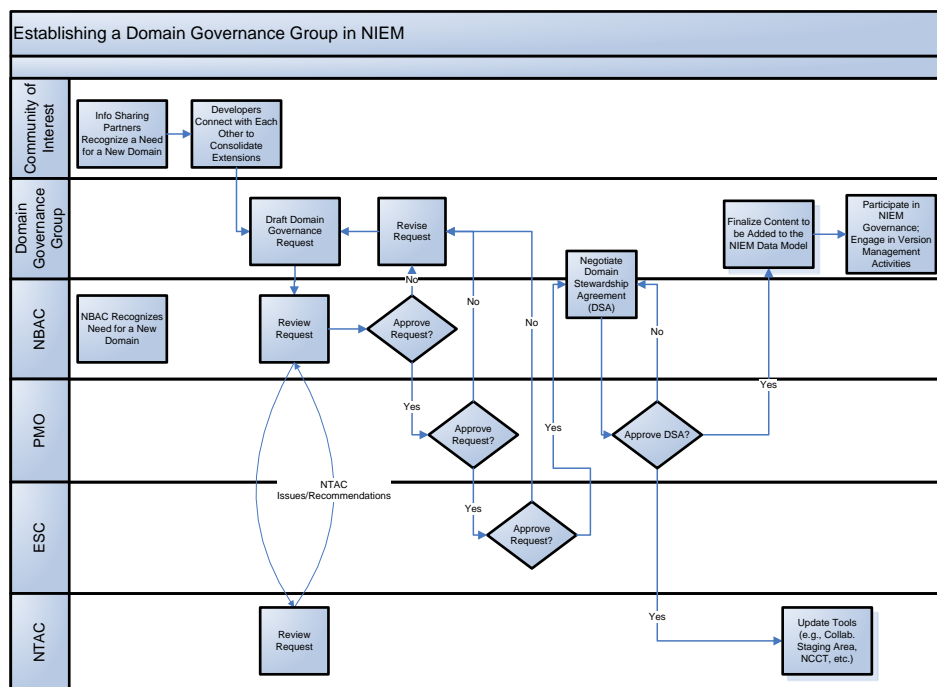 Establishing a Domain Governance Group in NIEM
Community of
Interest
Info Sharing
Partners
Recognize a Need
for a New Domain
Developers
Connect with Each
Other to
Consolidate
Extensions
Domain
Governance
Group
Draft Domain
Governance
Request
Revise
Request
Negotiate
Domain
Stewardship
Agreement
(DSA)
Finalize Content to
be Added to the
NIEM Data Model
Participate in
NIEM
Governance;
Engage in Version
Management
Activities
No
No
No
No
NBAC
NBAC Recognizes
Need for a New
Domain
Review
Request
Approve
Request?
Yes
Yes
Yes
PMO
Approve
Request?
Approve DSA?
NTAC
Issues/Recommendations
Yes
ESC
Approve
Request?
Yes
NTAC
Review
Request
Update Tools
(e.g., Collab.
Staging Area,
NCCT, etc.)